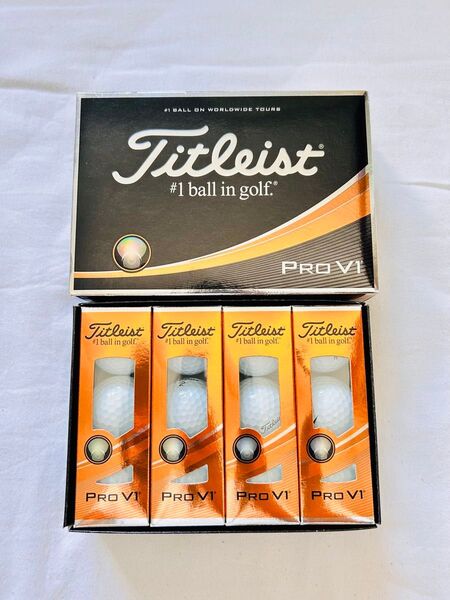 #1 BALL ON WORLDWIDE TOURS
Titleist®
#1 ball in golf.®
PRO V1®
Titleist
#1 ball in golf.
PRO V1
Titleist
#1 ball in golf.
PRO V1
Titleist
#1 ball in golf.
Titleist
PRO V1
Titleist
#1 ball in golf.
PRO V1